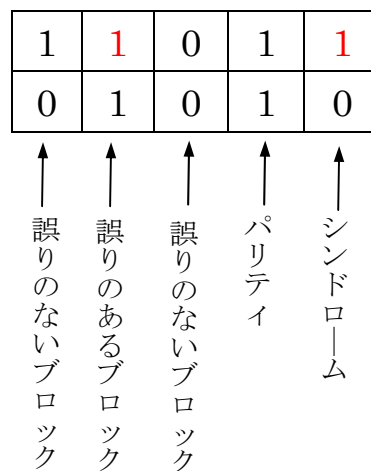 1 1 0 1 1
0 1 0 1 0
誤りのないブロック
誤りのあるブロック
誤りのないブロック
パリティ
シンドローム